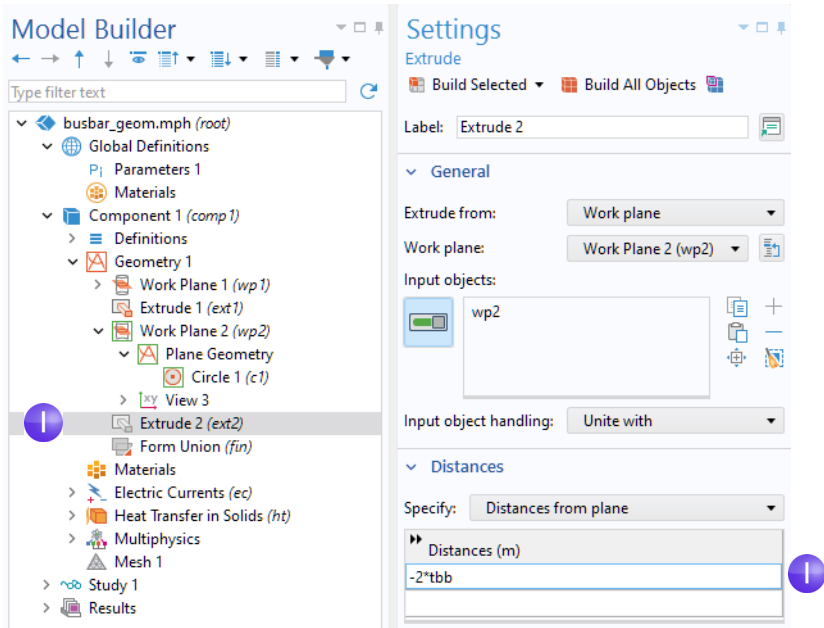 Model Builder
Type filter text
busbar_geom.mph (root)
Global Definitions
Pi Parameters 1
Materials
Component 1 (comp1)
Definitions
Geometry 1
Work Plane 1 (wp1)
Extrude 1 (ext1)
Work Plane 2 (wp2)
Plane Geometry
Circle 1 (c1)
xy View 3
I Extrude 2 (ext2)
Form Union (fin)
Materials
Electric Currents (ec)
Heat Transfer in Solids (ht)
Multiphysics
Mesh 1
Study 1
Results
Settings
Extrude
Build Selected Build All Objects
Label: Extrude 2
General
Extrude from: Work plane
Work plane: Work Plane 2 (wp2)
Input objects:
wp2
Input object handling: Unite with
Distances
Specify: Distances from plane
Distances (m)
-2*tbb I